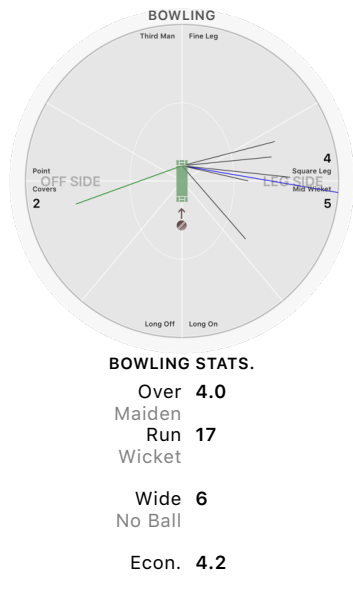 BOWLING
Third Man Fine Leg
4
Point Square Leg
OFF SIDE LEG SIDE
Covers Mid Wicket
2 5
Long Off Long On
BOWLING STATS.
Over 4.0
Maiden
Run 17
Wicket
Wide 6
No Ball
Econ. 4.2